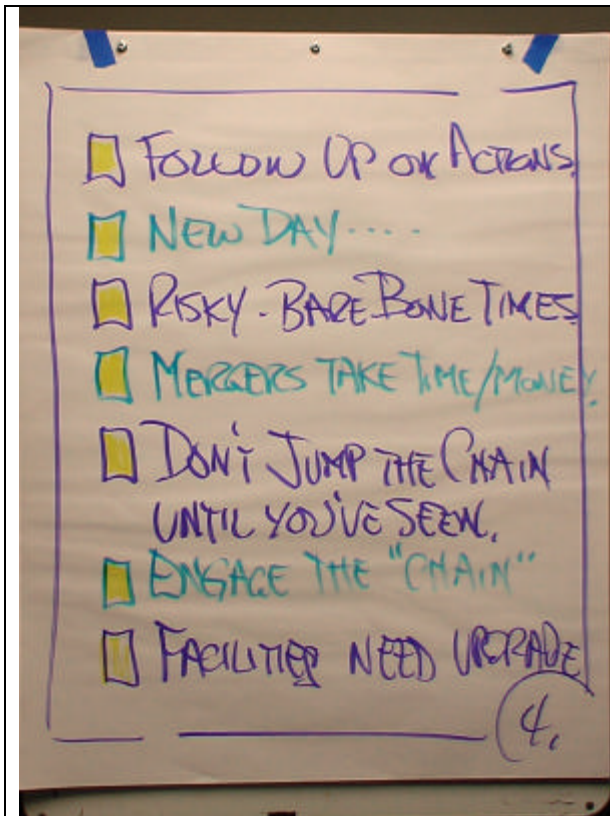 FOLLOW UP ON ACTIONS.
NEW DAY....
RISKY - BARE BONE TIMES
MERGERS TAKE TIME/MONEY.
DON'T JUMP THE CHAIN
UNTIL YOU'VE SEEN.
ENGAGE THE "CHAIN"
FACILITIES NEED UPGRADE
4.